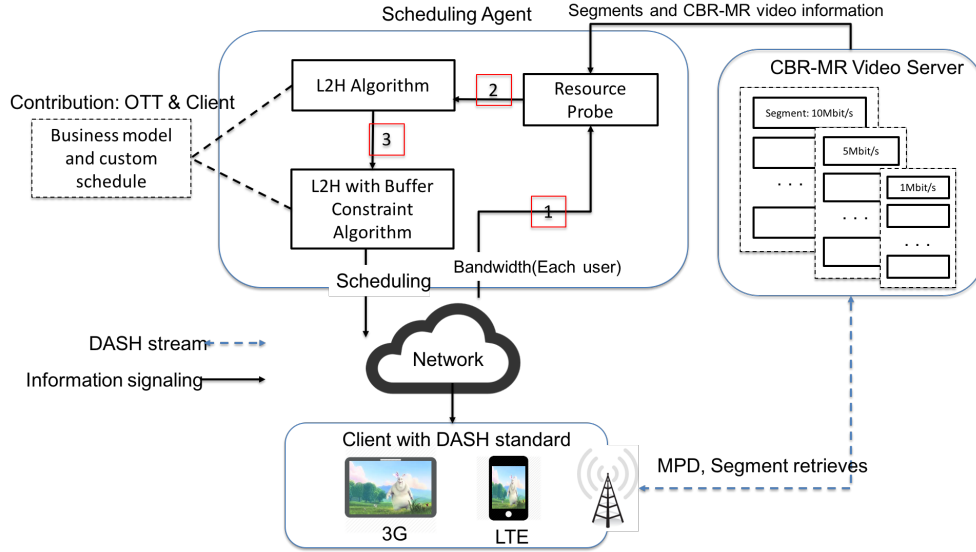 Scheduling Agent
Segments and CBR-MR video information
L2H Algorithm
2
Resource
Probe
CBR-MR Video Server
Segment: 10Mbit/s
5Mbit/s
1Mbit/s
. . .
. . .
. . .
Contribution: OTT & Client
Business model
and custom
schedule
3
L2H with Buffer
Constraint
Algorithm
1
Bandwidth(Each user)
Scheduling
DASH stream
Information signaling
Network
Client with DASH standard
3G
LTE
MPD, Segment retrieves